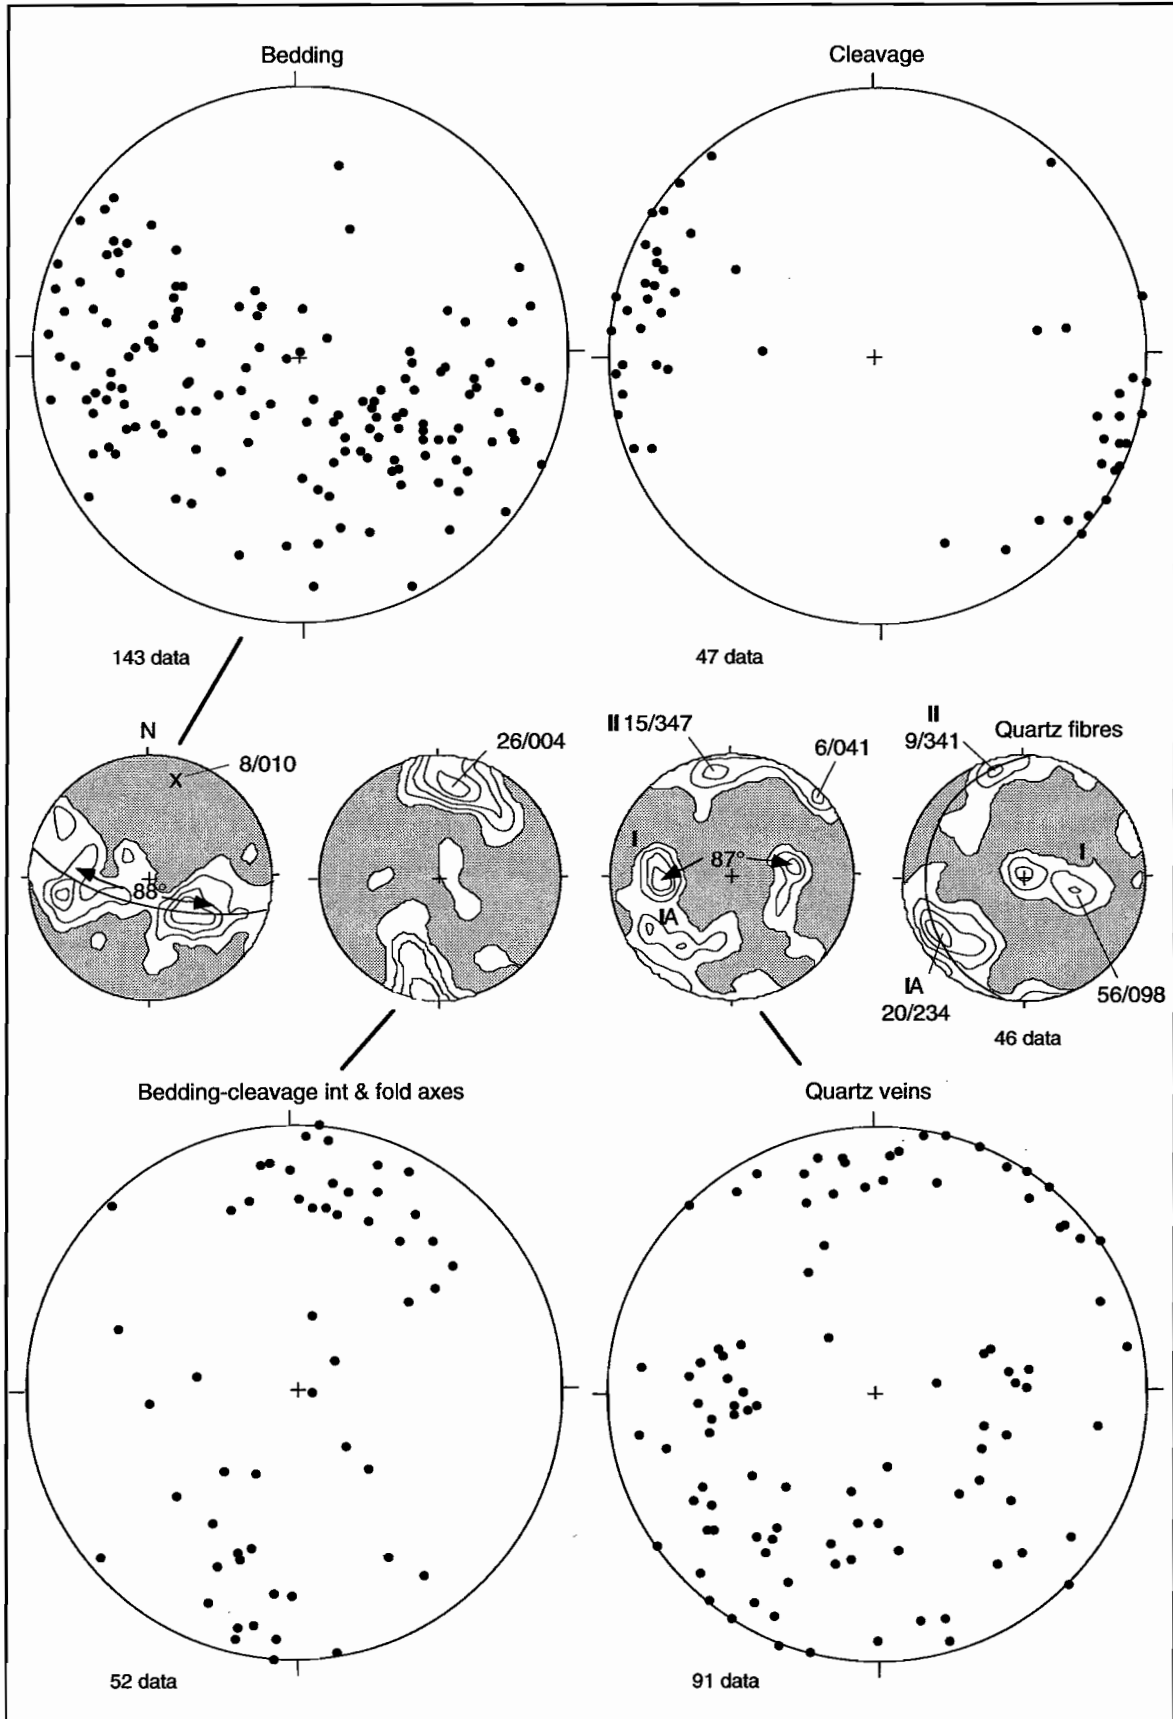 Bedding
Cleavage
143 data
47 data
N
8/010
88°
26/004
II 15/347
6/041
I
87°
IA
II
9/341
Quartz fibres
I
IA
20/234
56/098
46 data
Bedding-cleavage int & fold axes
Quartz veins
52 data
91 data